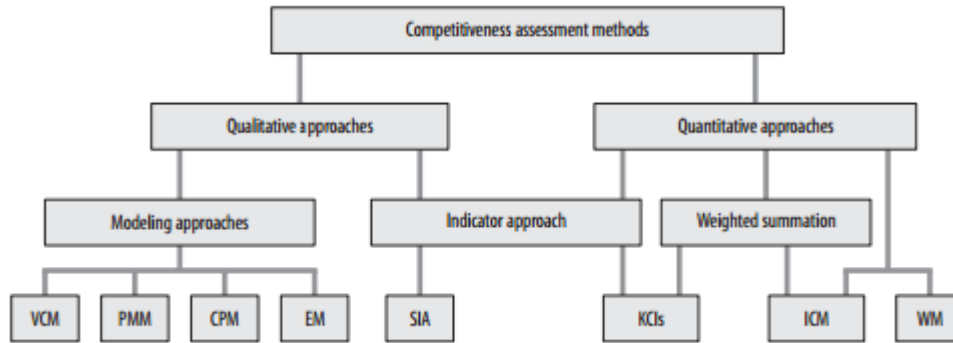 Competitiveness assessment methods
Qualitative approaches
Quantitative approaches
Modeling approaches
Indicator approach
Weighted summation
VCM
PMM
CPM
EM
SIA
KCIs
ICM
WM